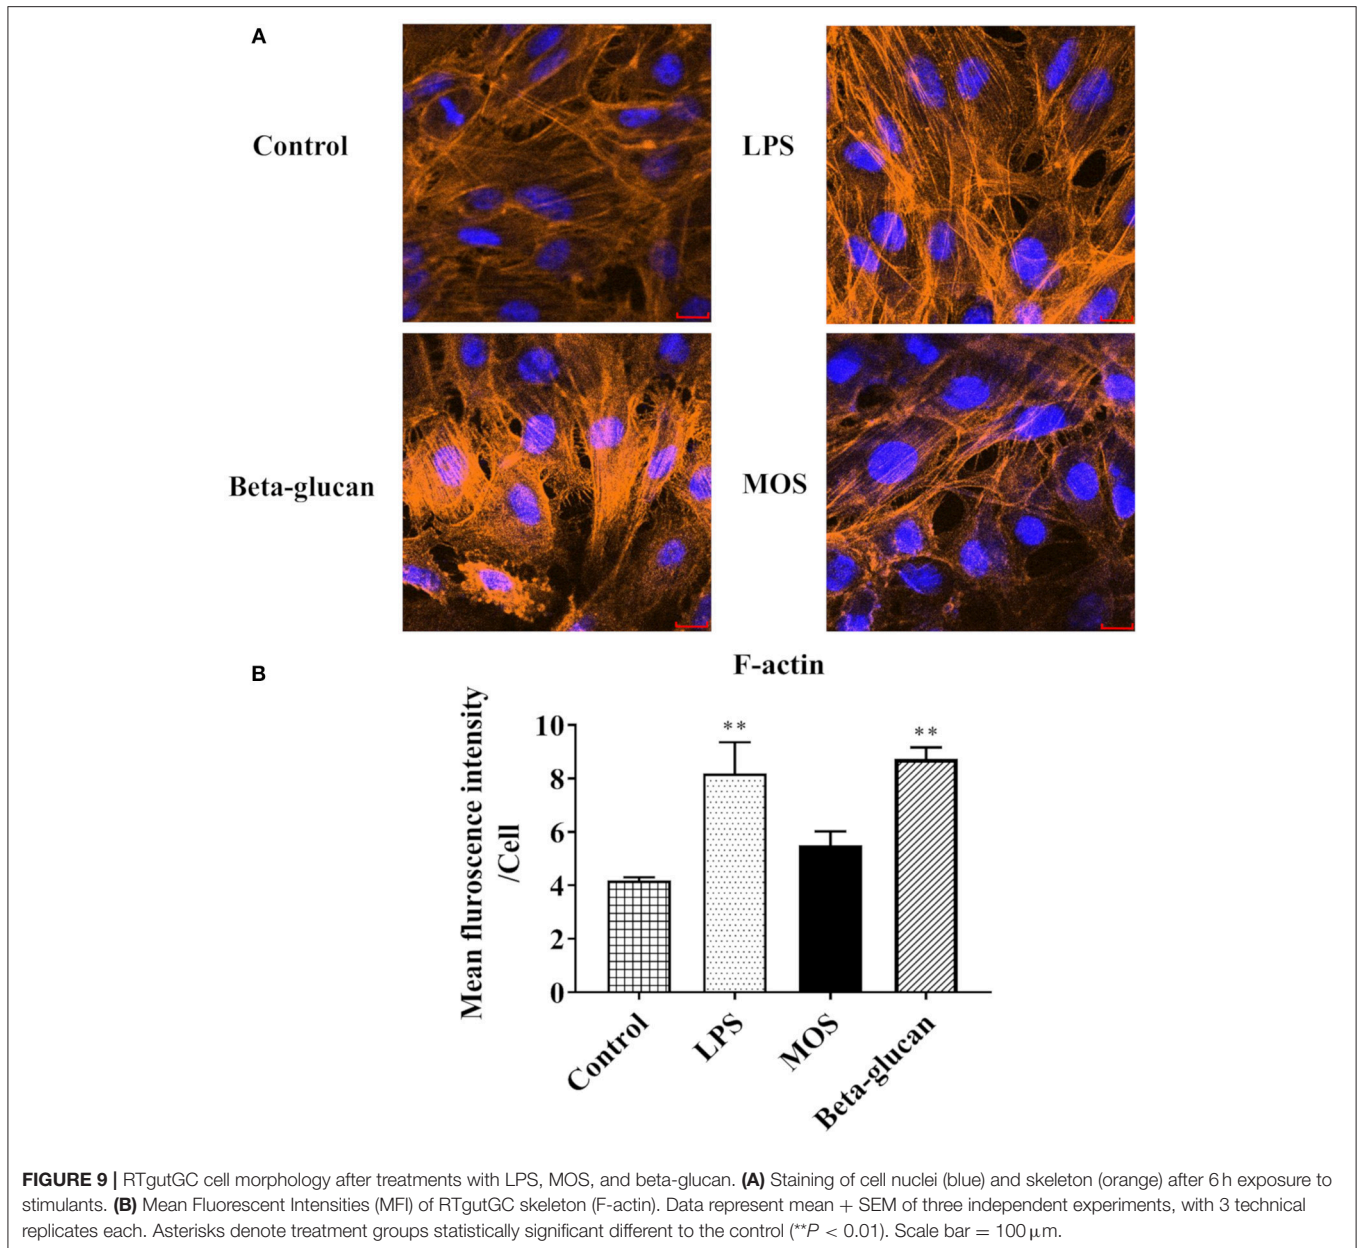 A
Control
LPS
Beta-glucan
MOS
B
F-actin
Mean fluroscence intensity
/Cell
10
8
6
4
2
0
**
**
Control
LPS
MOS
Beta-glucan
FIGURE 9 | RTgutGC cell morphology after treatments with LPS, MOS, and beta-glucan. (A) Staining of cell nuclei (blue) and skeleton (orange) after 6 h exposure to
stimulants. (B) Mean Fluorescent Intensities (MFI) of RTgutGC skeleton (F-actin). Data represent mean + SEM of three independent experiments, with 3 technical
replicates each. Asterisks denote treatment groups statistically significant different to the control (**P < 0.01). Scale bar = 100 μm.